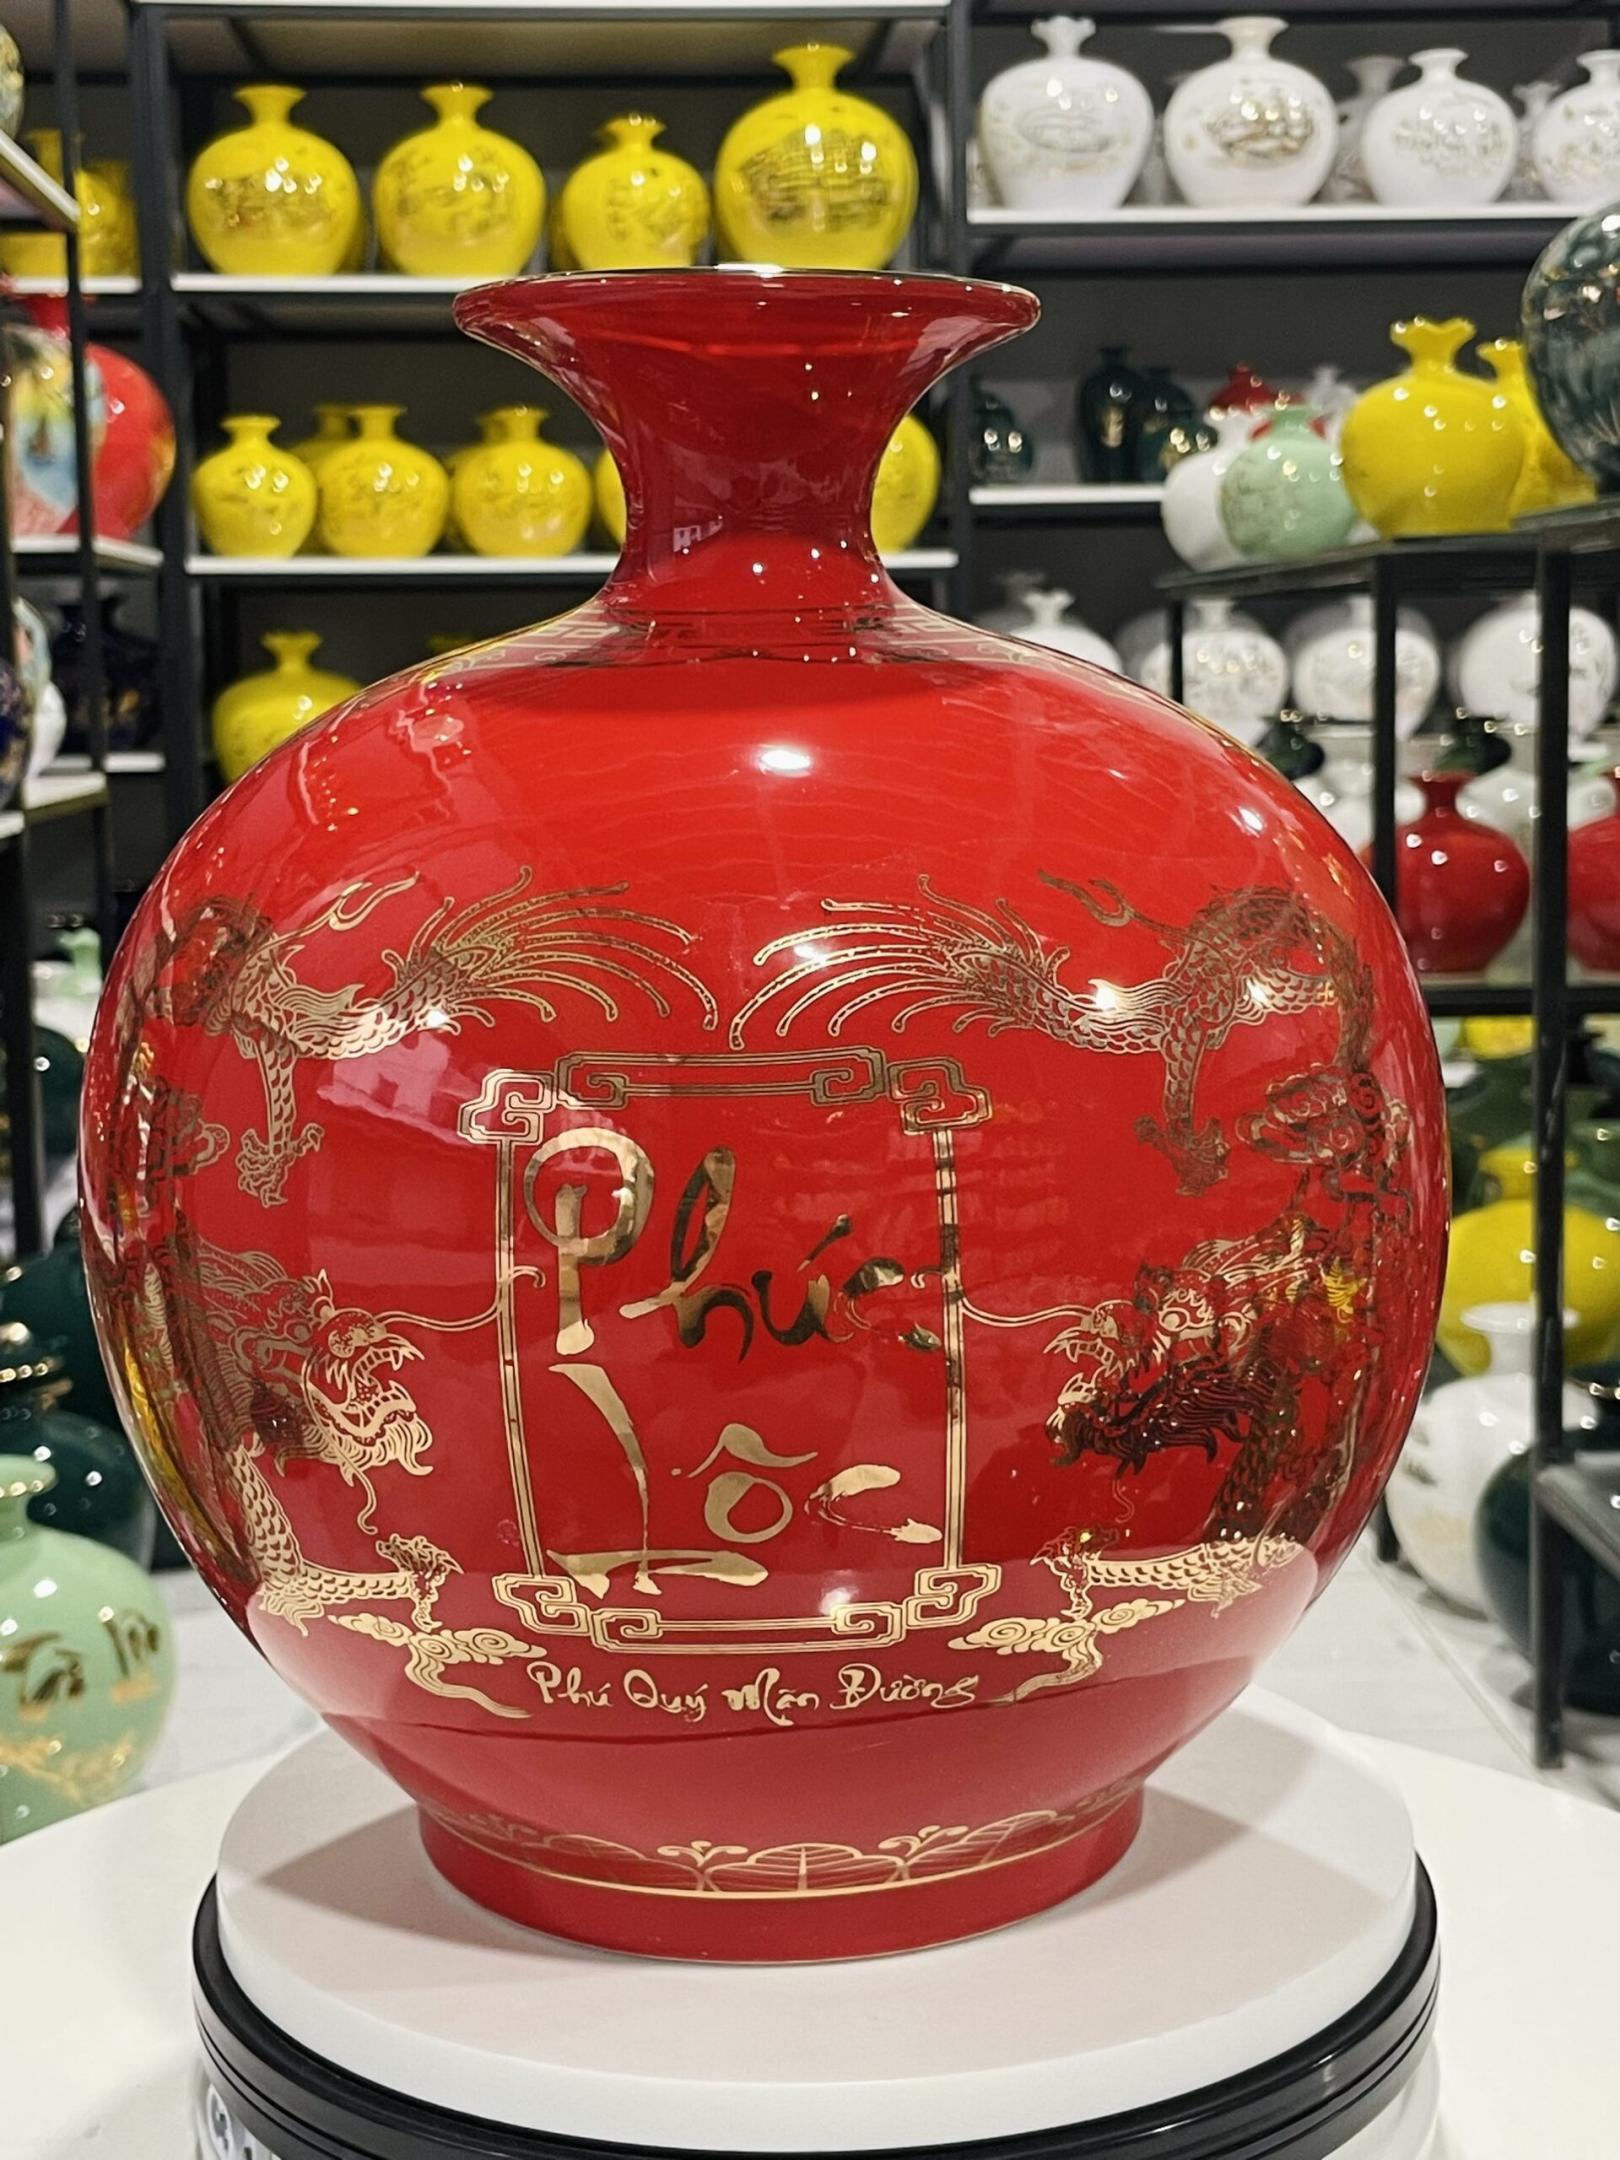 Phúc
Lộc
Phú Quý Mãn Đường